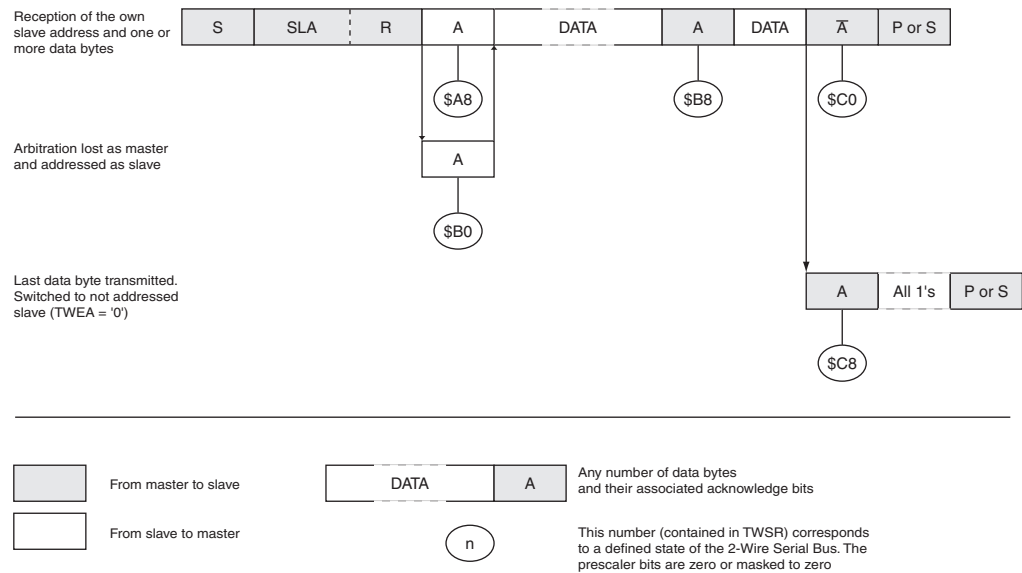 Reception of the own
slave address and one or
more data bytes
S SLA R A DATA A DATA A̅ P or S
$A8 $B8 $C0
Arbitration lost as master
and addressed as slave
A
$B0
Last data byte transmitted.
Switched to not addressed
slave (TWEA = '0')
A All 1's P or S
$C8
From master to slave
DATA A
Any number of data bytes
and their associated acknowledge bits
From slave to master
n
This number (contained in TWSR) corresponds
to a defined state of the 2-Wire Serial Bus. The
prescaler bits are zero or masked to zero